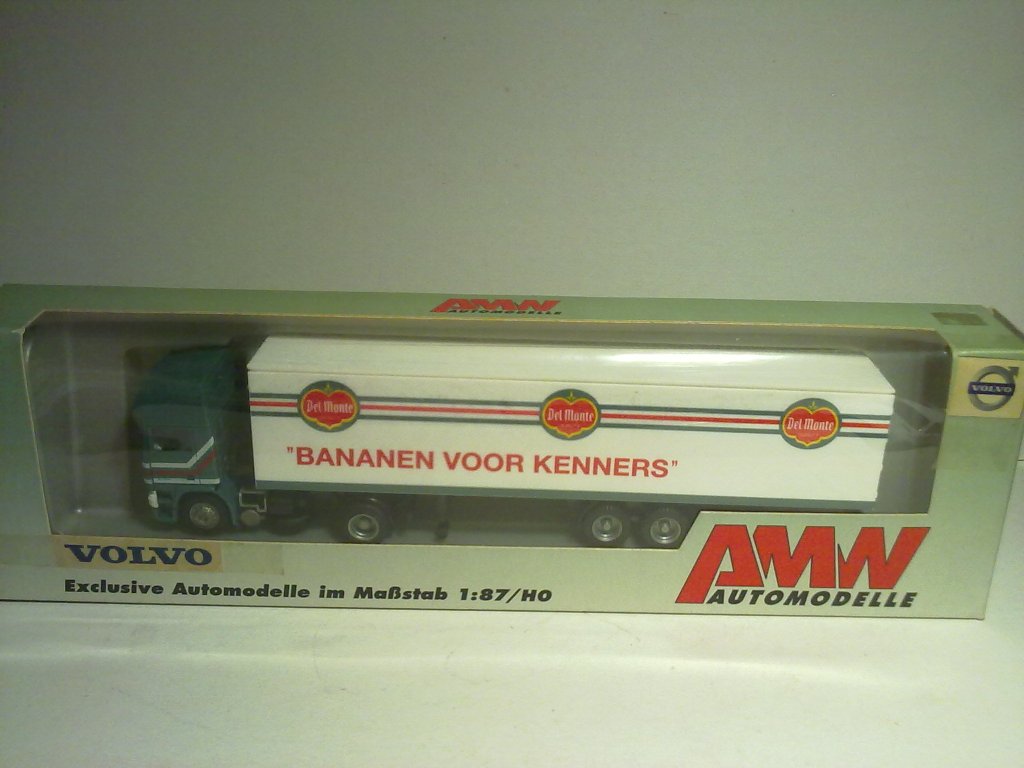 AMW
AUTOMODELLE
VOLVO
Del Monte
Del Monte
Del Monte
"BANANEN VOOR KENNERS"
VOLVO
Exclusive Automodelle im Maßstab 1:87/HO
AMW
AUTOMODELLE